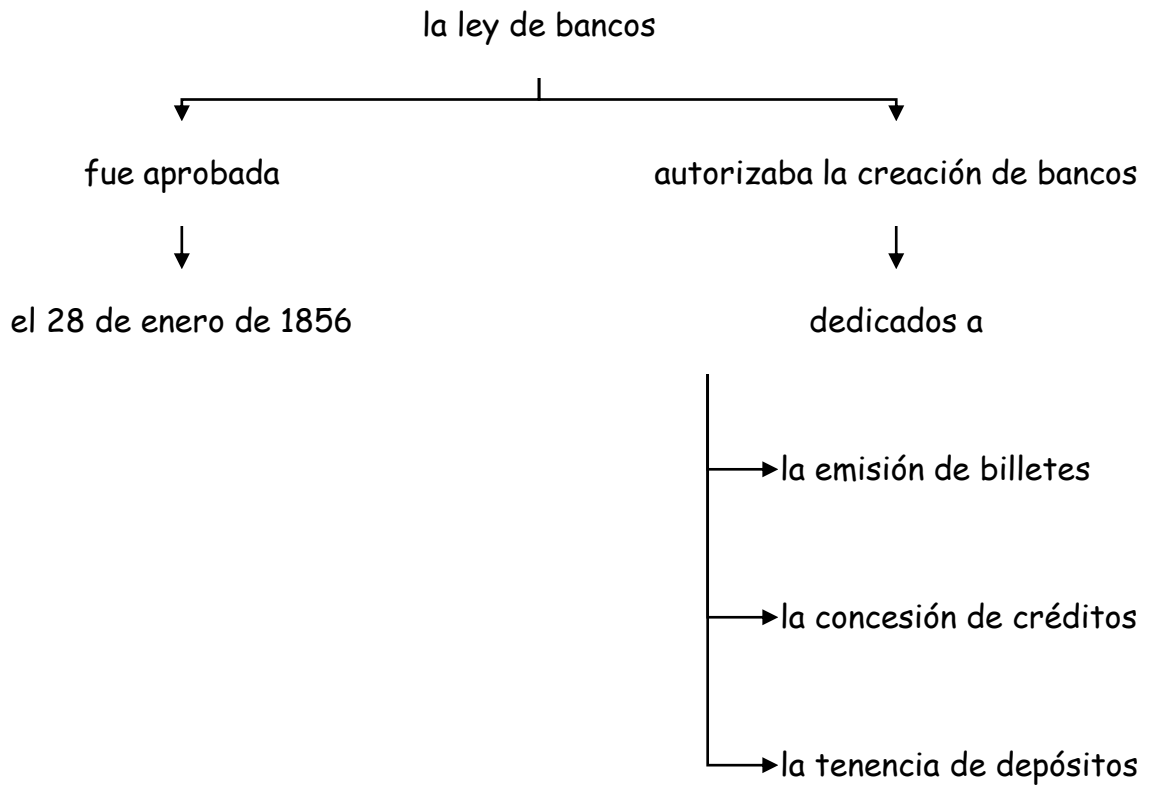 la ley de bancos
fue aprobada
autorizaba la creación de bancos
el 28 de enero de 1856
dedicados a
la emisión de billetes
la concesión de créditos
la tenencia de depósitos